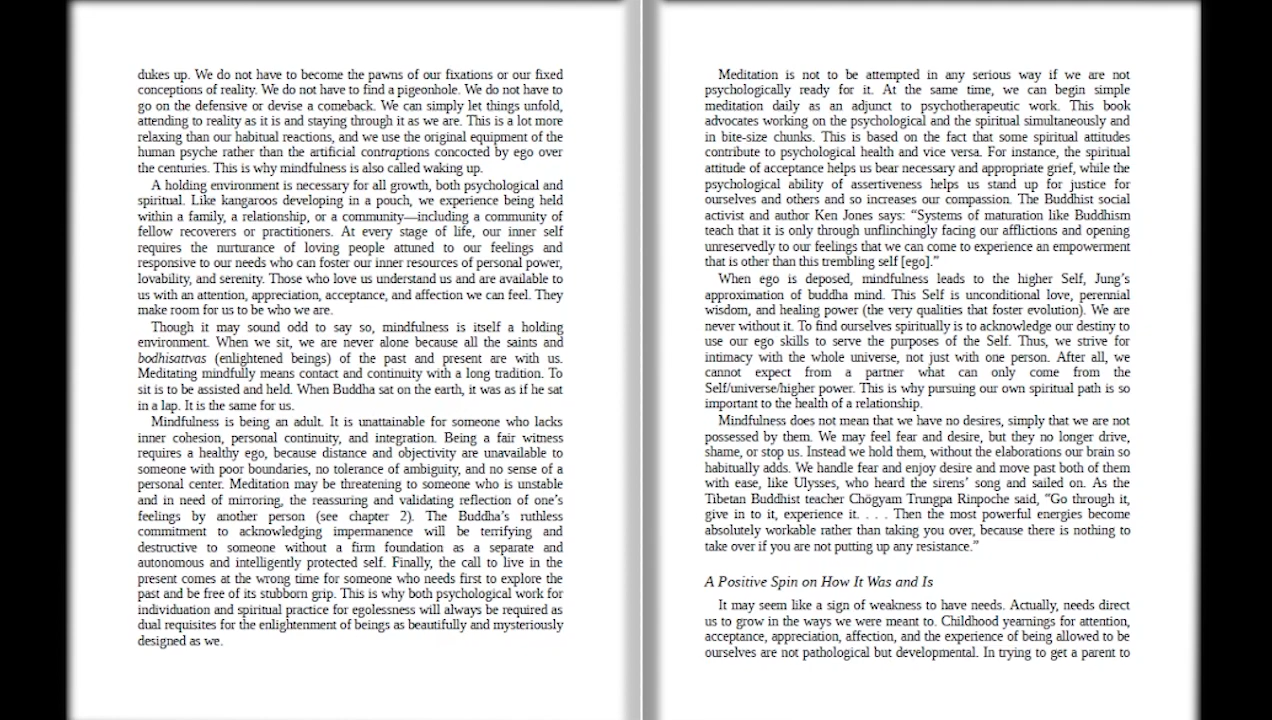 dukes up. We do not have to become the pawns of our fixations or our fixed
conceptions of reality. We do not have to find a pigeonhole. We do not have to
go on the defensive or devise a comeback. We can simply let things unfold,
attending to reality as it is and staying through it as we are. This is a lot more
relaxing than our habitual reactions, and we use the original equipment of the
human psyche rather than the artificial contraptions concocted by ego over
the centuries. This is why mindfulness is also called waking up.
A holding environment is necessary for all growth, both psychological and
spiritual. Like kangaroos developing in a pouch, we experience being held
within a family, a relationship, or a community—including a community of
fellow recoverers or practitioners. At every stage of life, our inner self
requires the nurturance of loving people attuned to our feelings and
responsive to our needs who can foster our inner resources of personal power,
lovability, and serenity. Those who love us understand us and are available to
us with an attention, appreciation, acceptance, and affection we can feel. They
make room for us to be who we are.
Though it may sound odd to say so, mindfulness is itself a holding
environment. When we sit, we are never alone because all the saints and
bodhisattvas (enlightened beings) of the past and present are with us.
Meditating mindfully means contact and continuity with a long tradition. To
sit is to be assisted and held. When Buddha sat on the earth, it was as if he sat
in a lap. It is the same for us.
Mindfulness is being an adult. It is unattainable for someone who lacks
inner cohesion, personal continuity, and integration. Being a fair witness
requires a healthy ego, because distance and objectivity are unavailable to
someone with poor boundaries, no tolerance of ambiguity, and no sense of a
personal center. Meditation may be threatening to someone who is unstable
and in need of mirroring, the reassuring and validating reflection of one's
feelings by another person (see chapter 2). The Buddha's ruthless
commitment to acknowledging impermanence will be terrifying and
destructive to someone without a firm foundation as a separate and
autonomous and intelligently protected self. Finally, the call to live in the
present comes at the wrong time for someone who needs first to explore the
past and be free of its stubborn grip. This is why both psychological work for
individuation and spiritual practice for egolessness will always be required as
dual requisites for the enlightenment of beings as beautifully and mysteriously
designed as we.
Meditation is not to be attempted in any serious way if we are not
psychologically ready for it. At the same time, we can begin simple
meditation daily as an adjunct to psychotherapeutic work. This book
advocates working on the psychological and the spiritual simultaneously and
in bite-size chunks. This is based on the fact that some spiritual attitudes
contribute to psychological health and vice versa. For instance, the spiritual
attitude of acceptance helps us bear necessary and appropriate grief, while the
psychological ability of assertiveness helps us stand up for justice for
ourselves and others and so increases our compassion. The Buddhist social
activist and author Ken Jones says: "Systems of maturation like Buddhism
teach that it is only through unflinchingly facing our afflictions and opening
unreservedly to our feelings that we can come to experience an empowerment
that is other than this trembling self [ego]."
When ego is deposed, mindfulness leads to the higher Self, Jung's
approximation of buddha mind. This Self is unconditional love, perennial
wisdom, and healing power (the very qualities that foster evolution). We are
never without it. To find ourselves spiritually is to acknowledge our destiny to
use our ego skills to serve the purposes of the Self. Thus, we strive for
intimacy with the whole universe, not just with one person. After all, we
cannot expect from a partner what can only come from the
Self/universe/higher power. This is why pursuing our own spiritual path is so
important to the health of a relationship.
Mindfulness does not mean that we have no desires, simply that we are not
possessed by them. We may feel fear and desire, but they no longer drive,
shame, or stop us. Instead we hold them, without the elaborations our brain so
habitually adds. We handle fear and enjoy desire and move past both of them
with ease, like Ulysses, who heard the sirens' song and sailed on. As the
Tibetan Buddhist teacher Chögyam Trungpa Rinpoche said, "Go through it,
give in to it, experience it. . . . Then the most powerful energies become
absolutely workable rather than taking you over, because there is nothing to
take over if you are not putting up any resistance."
A Positive Spin on How It Was and Is
It may seem like a sign of weakness to have needs. Actually, needs direct
us to grow in the ways we were meant to. Childhood yearnings for attention,
acceptance, appreciation, affection, and the experience of being allowed to be
ourselves are not pathological but developmental. In trying to get a parent to